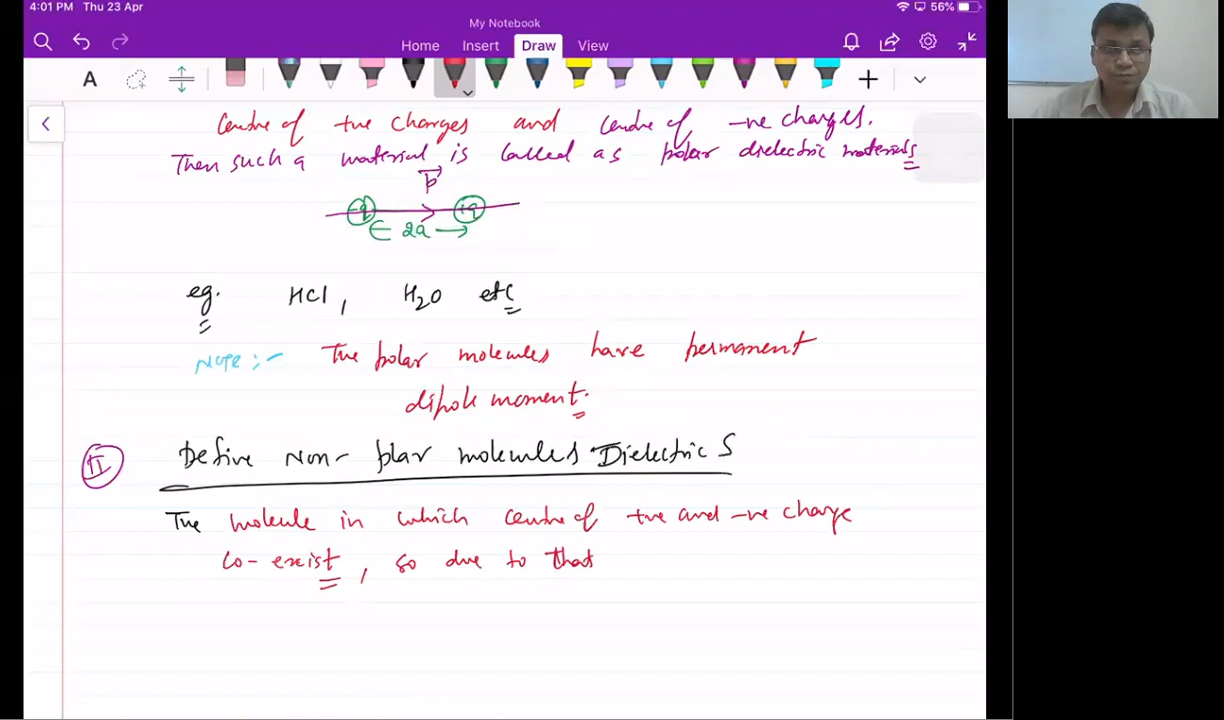 4:01 PM Thu 23 Apr
56%
My Notebook
Home Insert Draw View
A
centre of +ve charges and centre of -ve charges.
Then such a material is called as polar dielectric materials
p
-q +q
2a
eg. HCl, H2O etc
NOTE :- The polar molecules have permanent
dipole moment.
II Define Non-polar molecules Dielectrics
The molecule in which centre of +ve and -ve charge
co-exist, so due to that